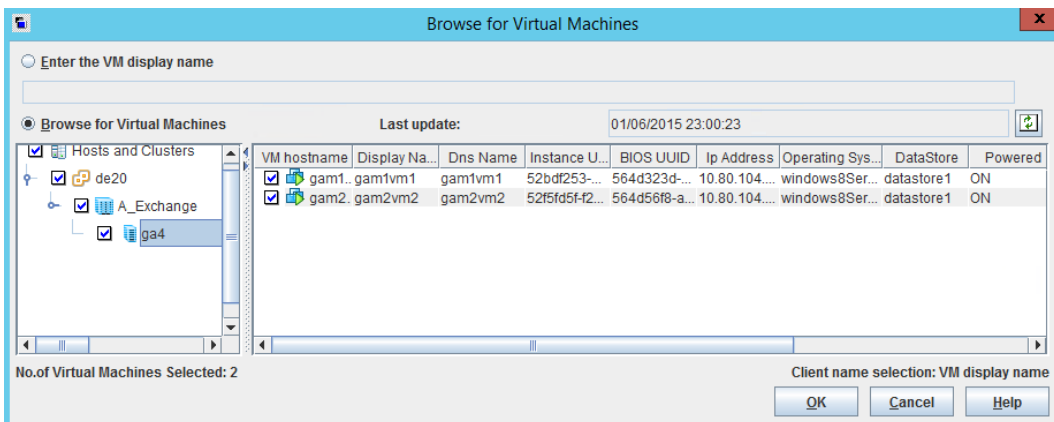 Browse for Virtual Machines
x
Enter the VM display name
Browse for Virtual Machines Last update: 01/06/2015 23:00:23
Hosts and Clusters
de20
A_Exchange
ga4
VM hostname Display Na... Dns Name Instance U... BIOS UUID Ip Address Operating Sys... DataStore Powered
gam1.. gam1vm1 gam1vm1 52bdf253-... 564d323d-... 10.80.104.... windows8Ser... datastore1 ON
gam2. gam2vm2 gam2vm2 52f5fd5f-f2... 564d56f8-a... 10.80.104.... windows8Ser... datastore1 ON
No.of Virtual Machines Selected: 2
Client name selection: VM display name
OK Cancel Help